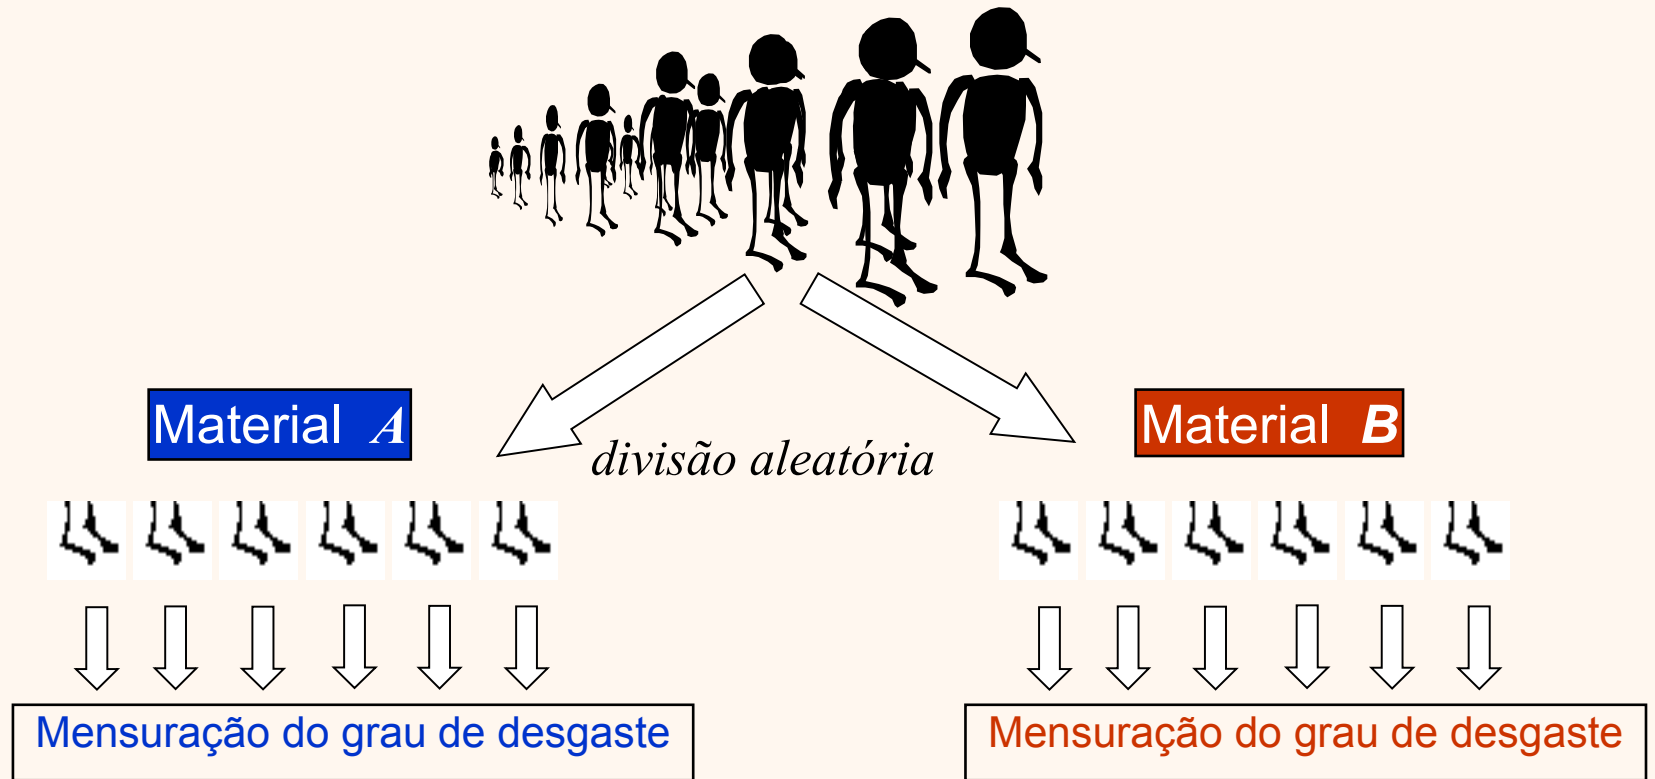 Material A
Material B
divisão aleatória
Mensuração do grau de desgaste
Mensuração do grau de desgaste